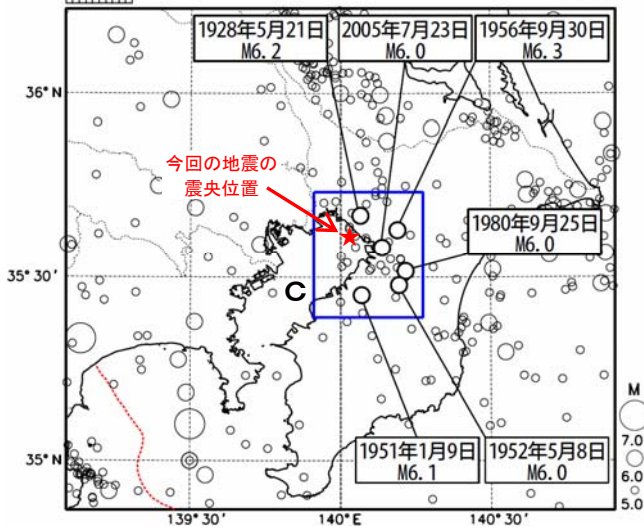 1928年5月21日
M6.2
2005年7月23日
M6.0
1956年9月30日
M6.3
36°N
今回の地震の
震央位置
1980年9月25日
M6.0
35°30′
C
1951年1月9日
M6.1
1952年5月8日
M6.0
M
7.0
6.0
5.0
35°N
139°30′
140°E
140°30′